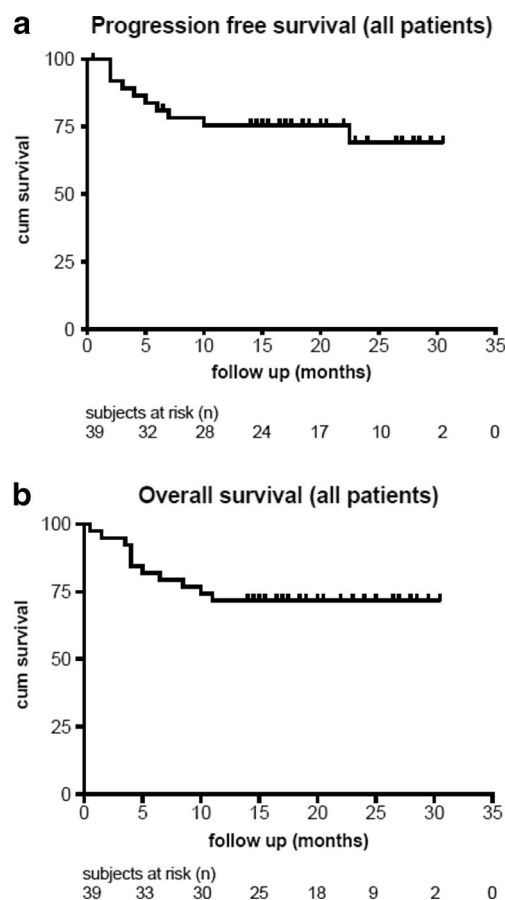 a
Progression free survival (all patients)
100
75
50
25
0
cum survival
0 5 10 15 20 25 30 35
follow up (months)
subjects at risk (n)
39 32 28 24 17 10 2 0
b
Overall survival (all patients)
100
75
50
25
0
cum survival
0 5 10 15 20 25 30 35
follow up (months)
subjects at risk (n)
39 33 30 25 18 9 2 0